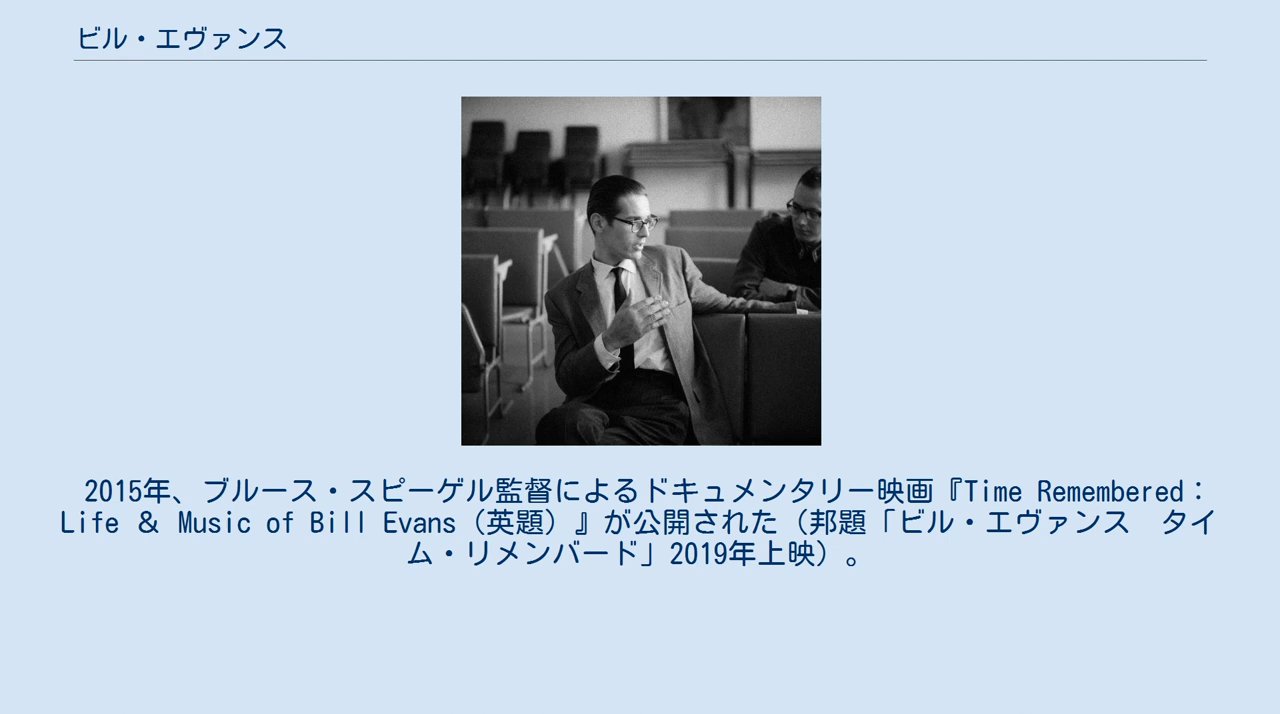 ビル・エヴァンス
2015年、ブルース・スピーゲル監督によるドキュメンタリー映画『Time Remembered：
Life ＆ Music of Bill Evans（英題）』が公開された（邦題「ビル・エヴァンス　タイ
ム・リメンバード」2019年上映）。